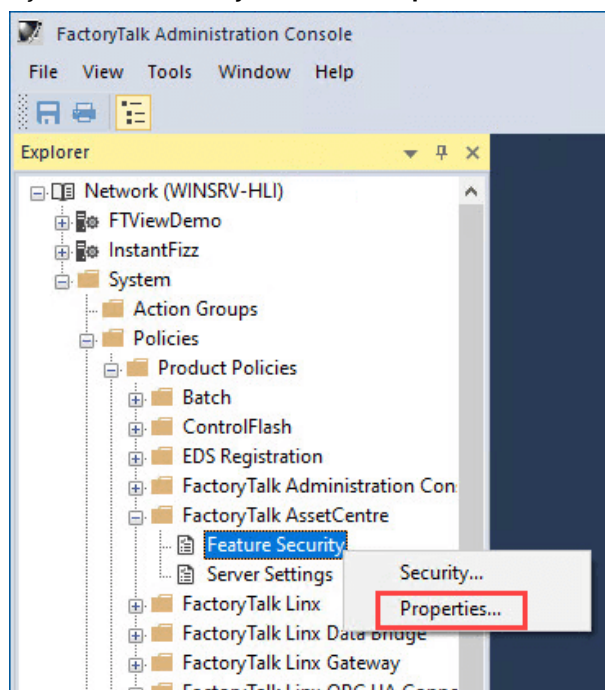 FactoryTalk Administration Console
File View Tools Window Help
Explorer
Network (WINSRV-HLI)
FTViewDemo
InstantFizz
System
Action Groups
Policies
Product Policies
Batch
ControlFlash
EDS Registration
FactoryTalk Administration Con
FactoryTalk AssetCentre
Feature Security
Server Settings
Security...
Properties...
FactoryTalk Linx
FactoryTalk Linx Data Bridge
FactoryTalk Linx Gateway